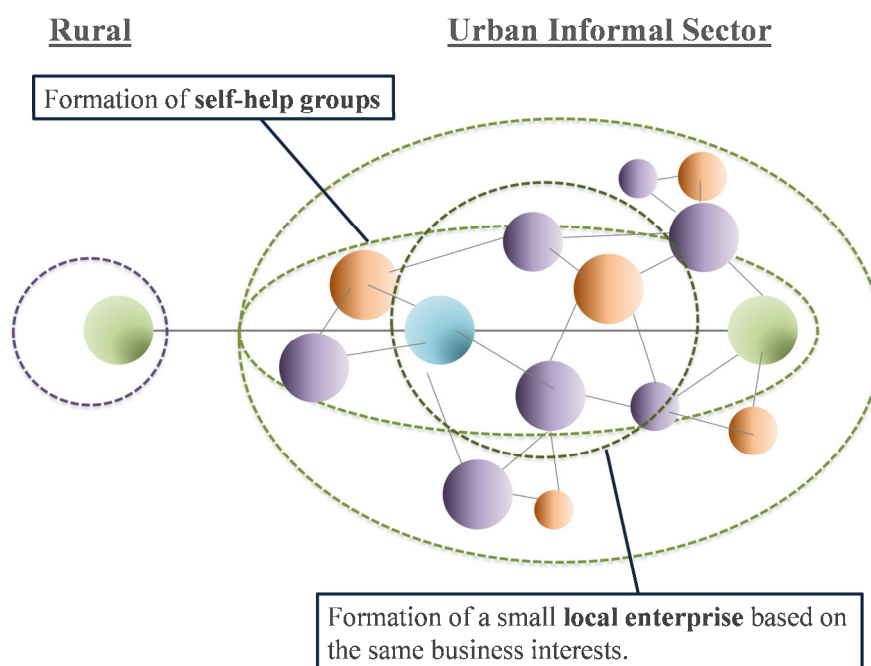 Rural
Urban Informal Sector
Formation of self-help groups
Formation of a small local enterprise based on
the same business interests.